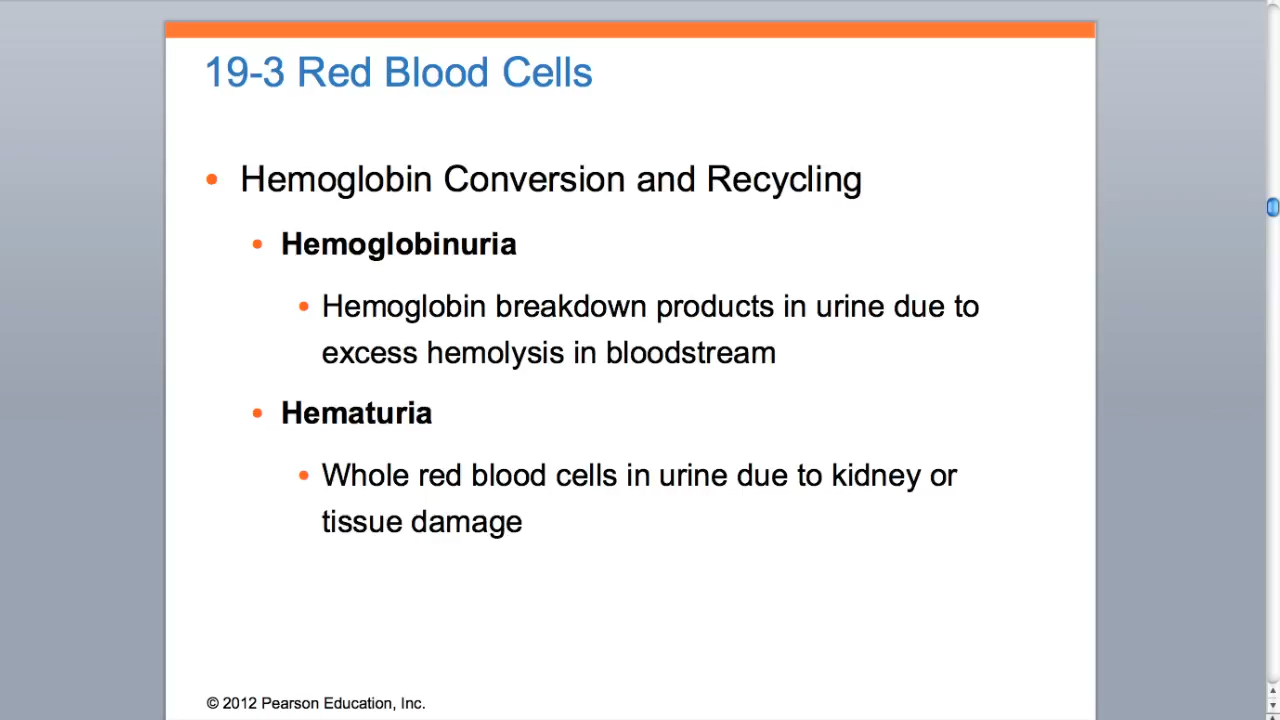 19-3 Red Blood Cells
• Hemoglobin Conversion and Recycling
• Hemoglobinuria
• Hemoglobin breakdown products in urine due to
excess hemolysis in bloodstream
• Hematuria
• Whole red blood cells in urine due to kidney or
tissue damage
© 2012 Pearson Education, Inc.